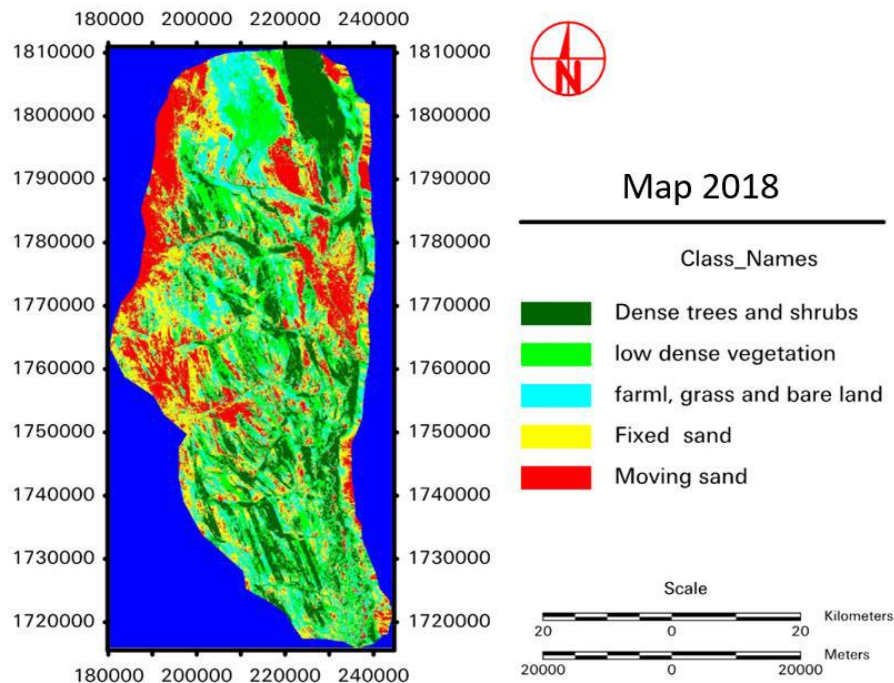 180000 200000 220000 240000
1810000 1810000
1800000 1800000
1790000 1790000
1780000 1780000
1770000 1770000
1760000 1760000
1750000 1750000
1740000 1740000
1730000 1730000
1720000 1720000
180000 200000 220000 240000
N
Map 2018
Class_Names
Dense trees and shrubs
low dense vegetation
farml, grass and bare land
Fixed sand
Moving sand
Scale
Kilometers
20 0 20
Meters
20000 0 20000